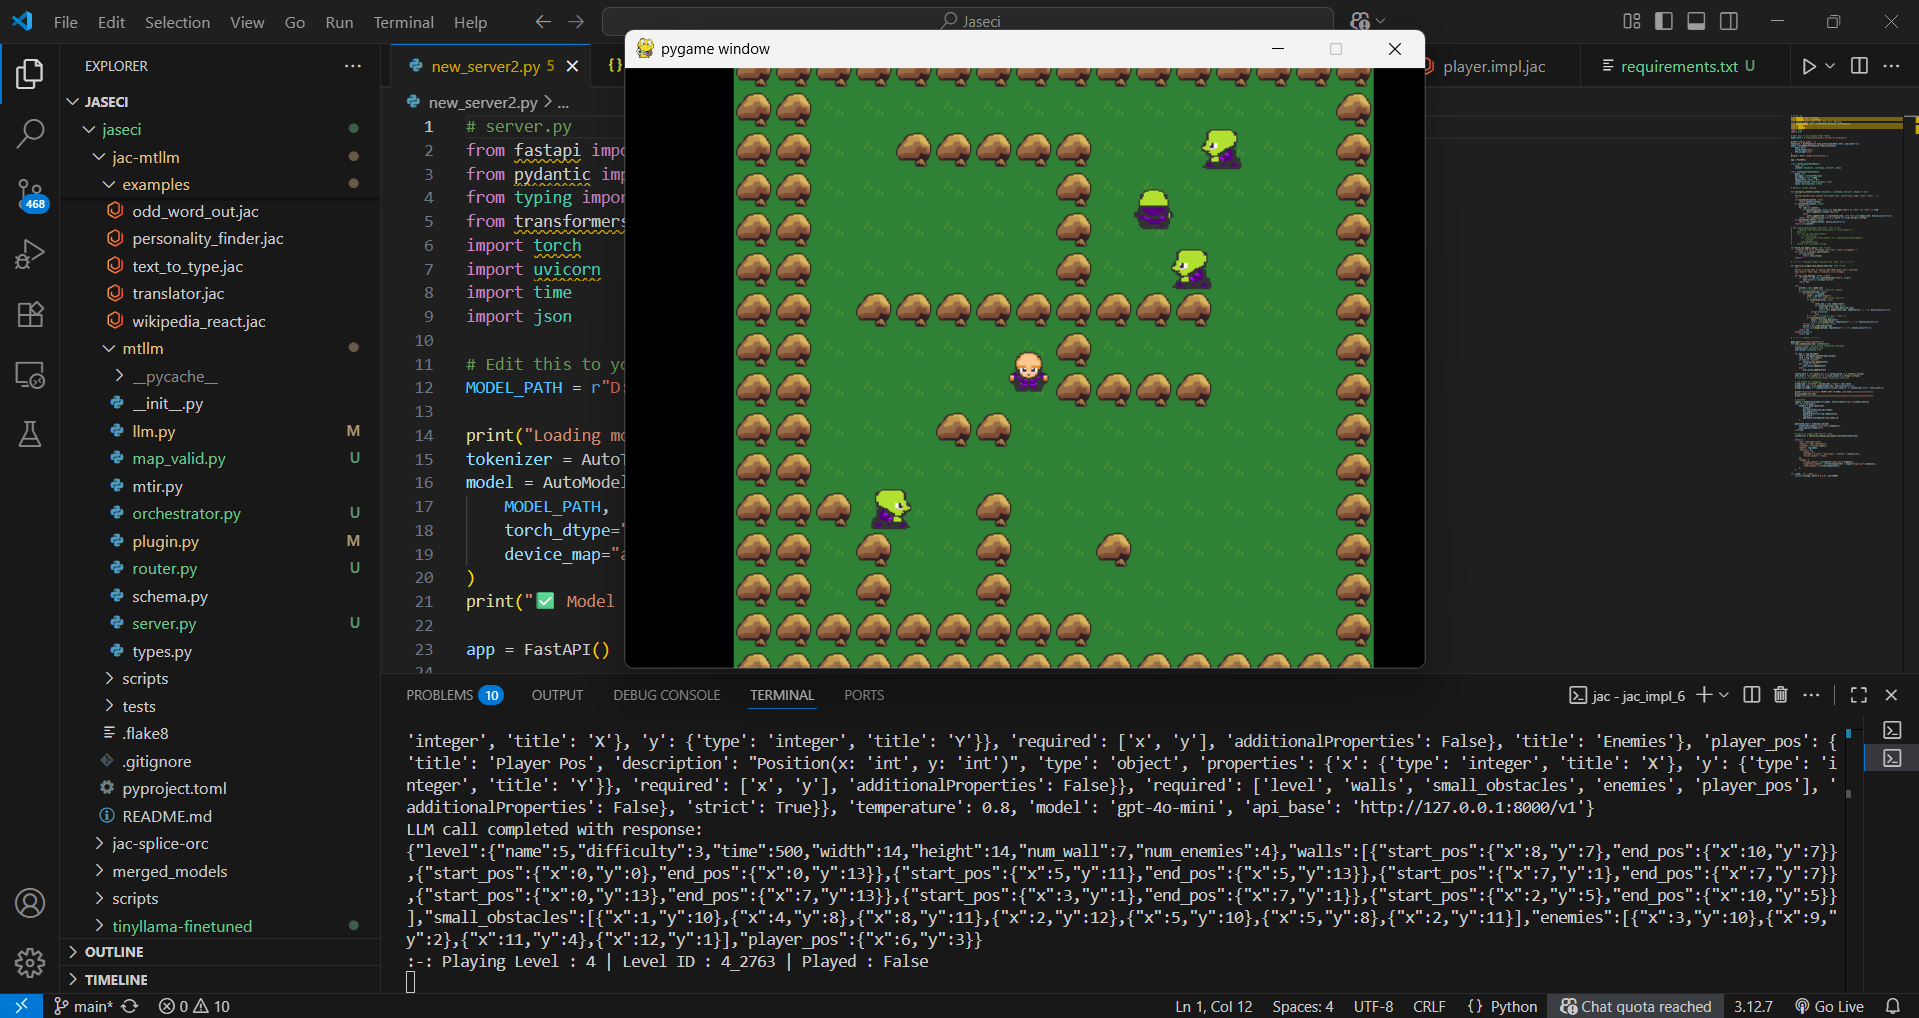 File Edit Selection View Go Run Terminal Help
Jaseci
pygame window
EXPLORER
JASECI
jaseci
jac-mtllm
examples
odd_word_out.jac
personality_finder.jac
text_to_type.jac
translator.jac
wikipedia_react.jac
mtllm
__pycache__
__init__.py
llm.py M
map_valid.py U
mtir.py
orchestrator.py U
plugin.py M
router.py U
schema.py
server.py U
types.py
scripts
tests
.flake8
.gitignore
pyproject.toml
README.md
jac-splice-orc
merged_models
scripts
tinyllama-finetuned
OUTLINE
TIMELINE
468
new_server2.py 5
{}
player.impl.jac
requirements.txt U
new_server2.py > ...
1 # server.py
2 from fastapi impo
3 from pydantic im
4 from typing impor
5 from transformers
6 import torch
7 import uvicorn
8 import time
9 import json
10
11 # Edit this to yo
12 MODEL_PATH = r"D:
13
14 print("Loading mo
15 tokenizer = AutoT
16 model = AutoModel
17 MODEL_PATH,
18 torch_dtype="
19 device_map="a
20 )
21 print("✅ Model
22
23 app = FastAPI()
24
PROBLEMS 10 OUTPUT DEBUG CONSOLE TERMINAL PORTS
jac - jac_impl_6
'integer', 'title': 'X'}, 'y': {'type': 'integer', 'title': 'Y'}}, 'required': ['x', 'y'], 'additionalProperties': False}, 'title': 'Enemies'}, 'player_pos': {
'title': 'Player Pos', 'description': "Position(x: 'int', y: 'int')", 'type': 'object', 'properties': {'x': {'type': 'integer', 'title': 'X'}, 'y': {'type': 'i
nteger', 'title': 'Y'}}, 'required': ['x', 'y'], 'additionalProperties': False}}, 'required': ['level', 'walls', 'small_obstacles', 'enemies', 'player_pos'], '
additionalProperties': False}, 'strict': True}}, 'temperature': 0.8, 'model': 'gpt-4o-mini', 'api_base': 'http://127.0.0.1:8000/v1'}
LLM call completed with response:
{"level":{"name":5,"difficulty":3,"time":500,"width":14,"height":14,"num_wall":7,"num_enemies":4},"walls":[{"start_pos":{"x":8,"y":7},"end_pos":{"x":10,"y":7}}
,{"start_pos":{"x":0,"y":0},"end_pos":{"x":0,"y":13}},{"start_pos":{"x":5,"y":11},"end_pos":{"x":5,"y":13}},{"start_pos":{"x":7,"y":1},"end_pos":{"x":7,"y":7}}
,{"start_pos":{"x":0,"y":13},"end_pos":{"x":7,"y":13}},{"start_pos":{"x":3,"y":1},"end_pos":{"x":7,"y":1}},{"start_pos":{"x":2,"y":5},"end_pos":{"x":10,"y":5}}
],"small_obstacles":[{"x":1,"y":10},{"x":4,"y":8},{"x":8,"y":11},{"x":2,"y":12},{"x":5,"y":10},{"x":5,"y":8},{"x":2,"y":11}],"enemies":[{"x":3,"y":10},{"x":9,"
y":2},{"x":11,"y":4},{"x":12,"y":1}],"player_pos":{"x":6,"y":3}}
:-: Playing Level : 4 | Level ID : 4_2763 | Played : False
main* 0 10
Ln 1, Col 12 Spaces: 4 UTF-8 CRLF {} Python Chat quota reached 3.12.7 Go Live